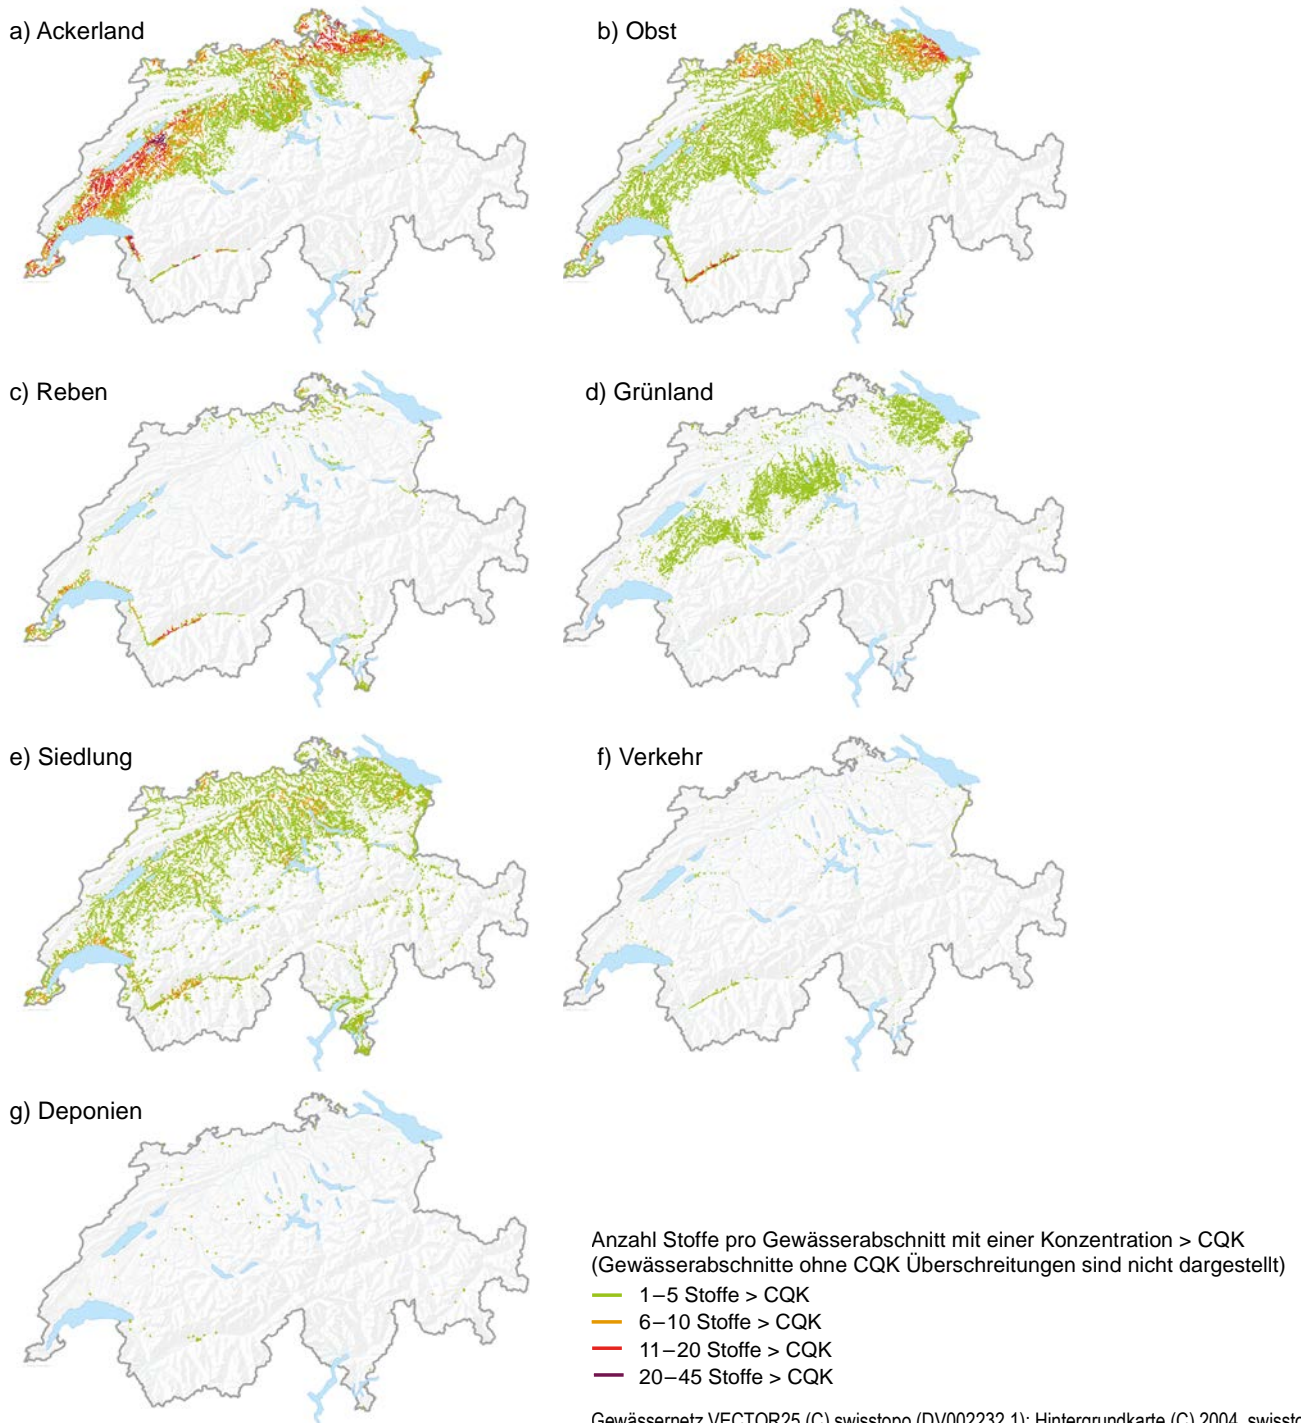 a) Ackerland
b) Obst
c) Reben
d) Grünland
e) Siedlung
f) Verkehr
g) Deponien
Anzahl Stoffe pro Gewässerabschnitt mit einer Konzentration > CQK
(Gewässerabschnitte ohne CQK Überschreitungen sind nicht dargestellt)
1–5 Stoffe > CQK
6–10 Stoffe > CQK
11–20 Stoffe > CQK
20–45 Stoffe > CQK
Gewässernetz VECTOR25 (C) swisstopo (DV002232.1); Hintergrundkarte (C) 2004, swisstopo